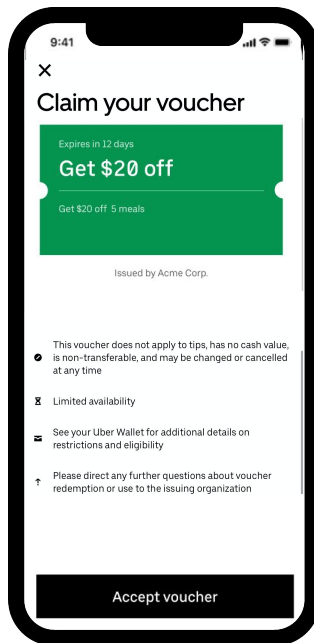 9:41
Claim your voucher
Expires in 12 days
Get $20 off
Get $20 off 5 meals
Issued by Acme Corp.
This voucher does not apply to tips, has no cash value,
is non-transferable, and may be changed or cancelled
at any time
Limited availability
See your Uber Wallet for additional details on
restrictions and eligibility
Please direct any further questions about voucher
redemption or use to the issuing organization
Accept voucher